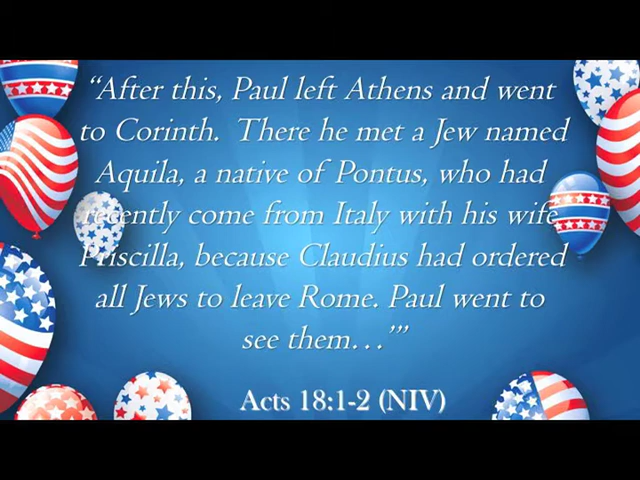 “After this, Paul left Athens and went
to Corinth. There he met a Jew named
Aquila, a native of Pontus, who had
recently come from Italy with his wife
Priscilla, because Claudius had ordered
all Jews to leave Rome. Paul went to
see them…’”
Acts 18:1-2 (NIV)